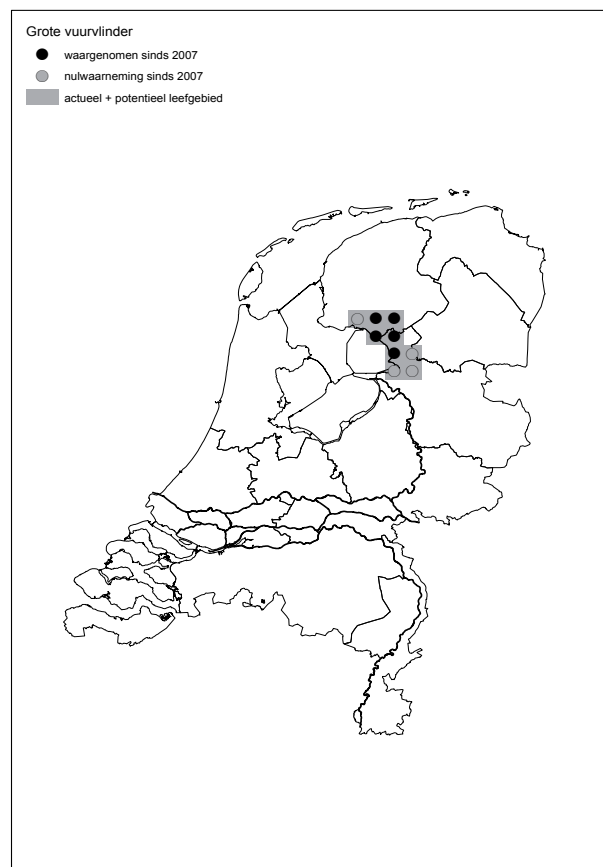 Grote vuurvlinder
waargenomen sinds 2007
nulwaarneming sinds 2007
actueel + potentieel leefgebied